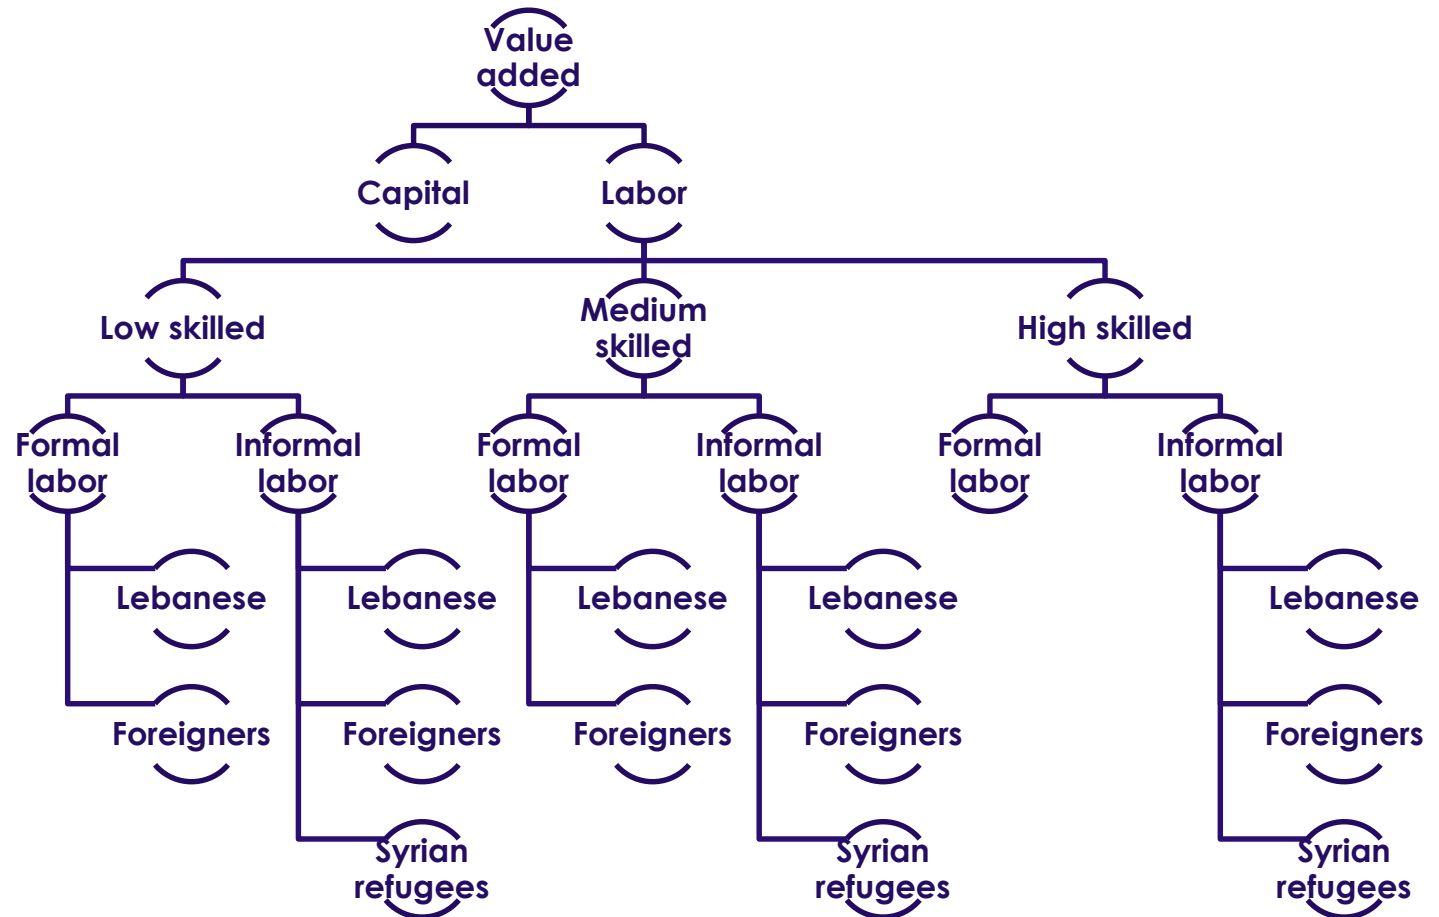 Value
added
Capital
Labor
Low skilled
Medium
skilled
High skilled
Formal
labor
Informal
labor
Formal
labor
Informal
labor
Formal
labor
Informal
labor
Lebanese
Lebanese
Lebanese
Lebanese
Lebanese
Foreigners
Foreigners
Foreigners
Foreigners
Foreigners
Syrian
refugees
Syrian
refugees
Syrian
refugees